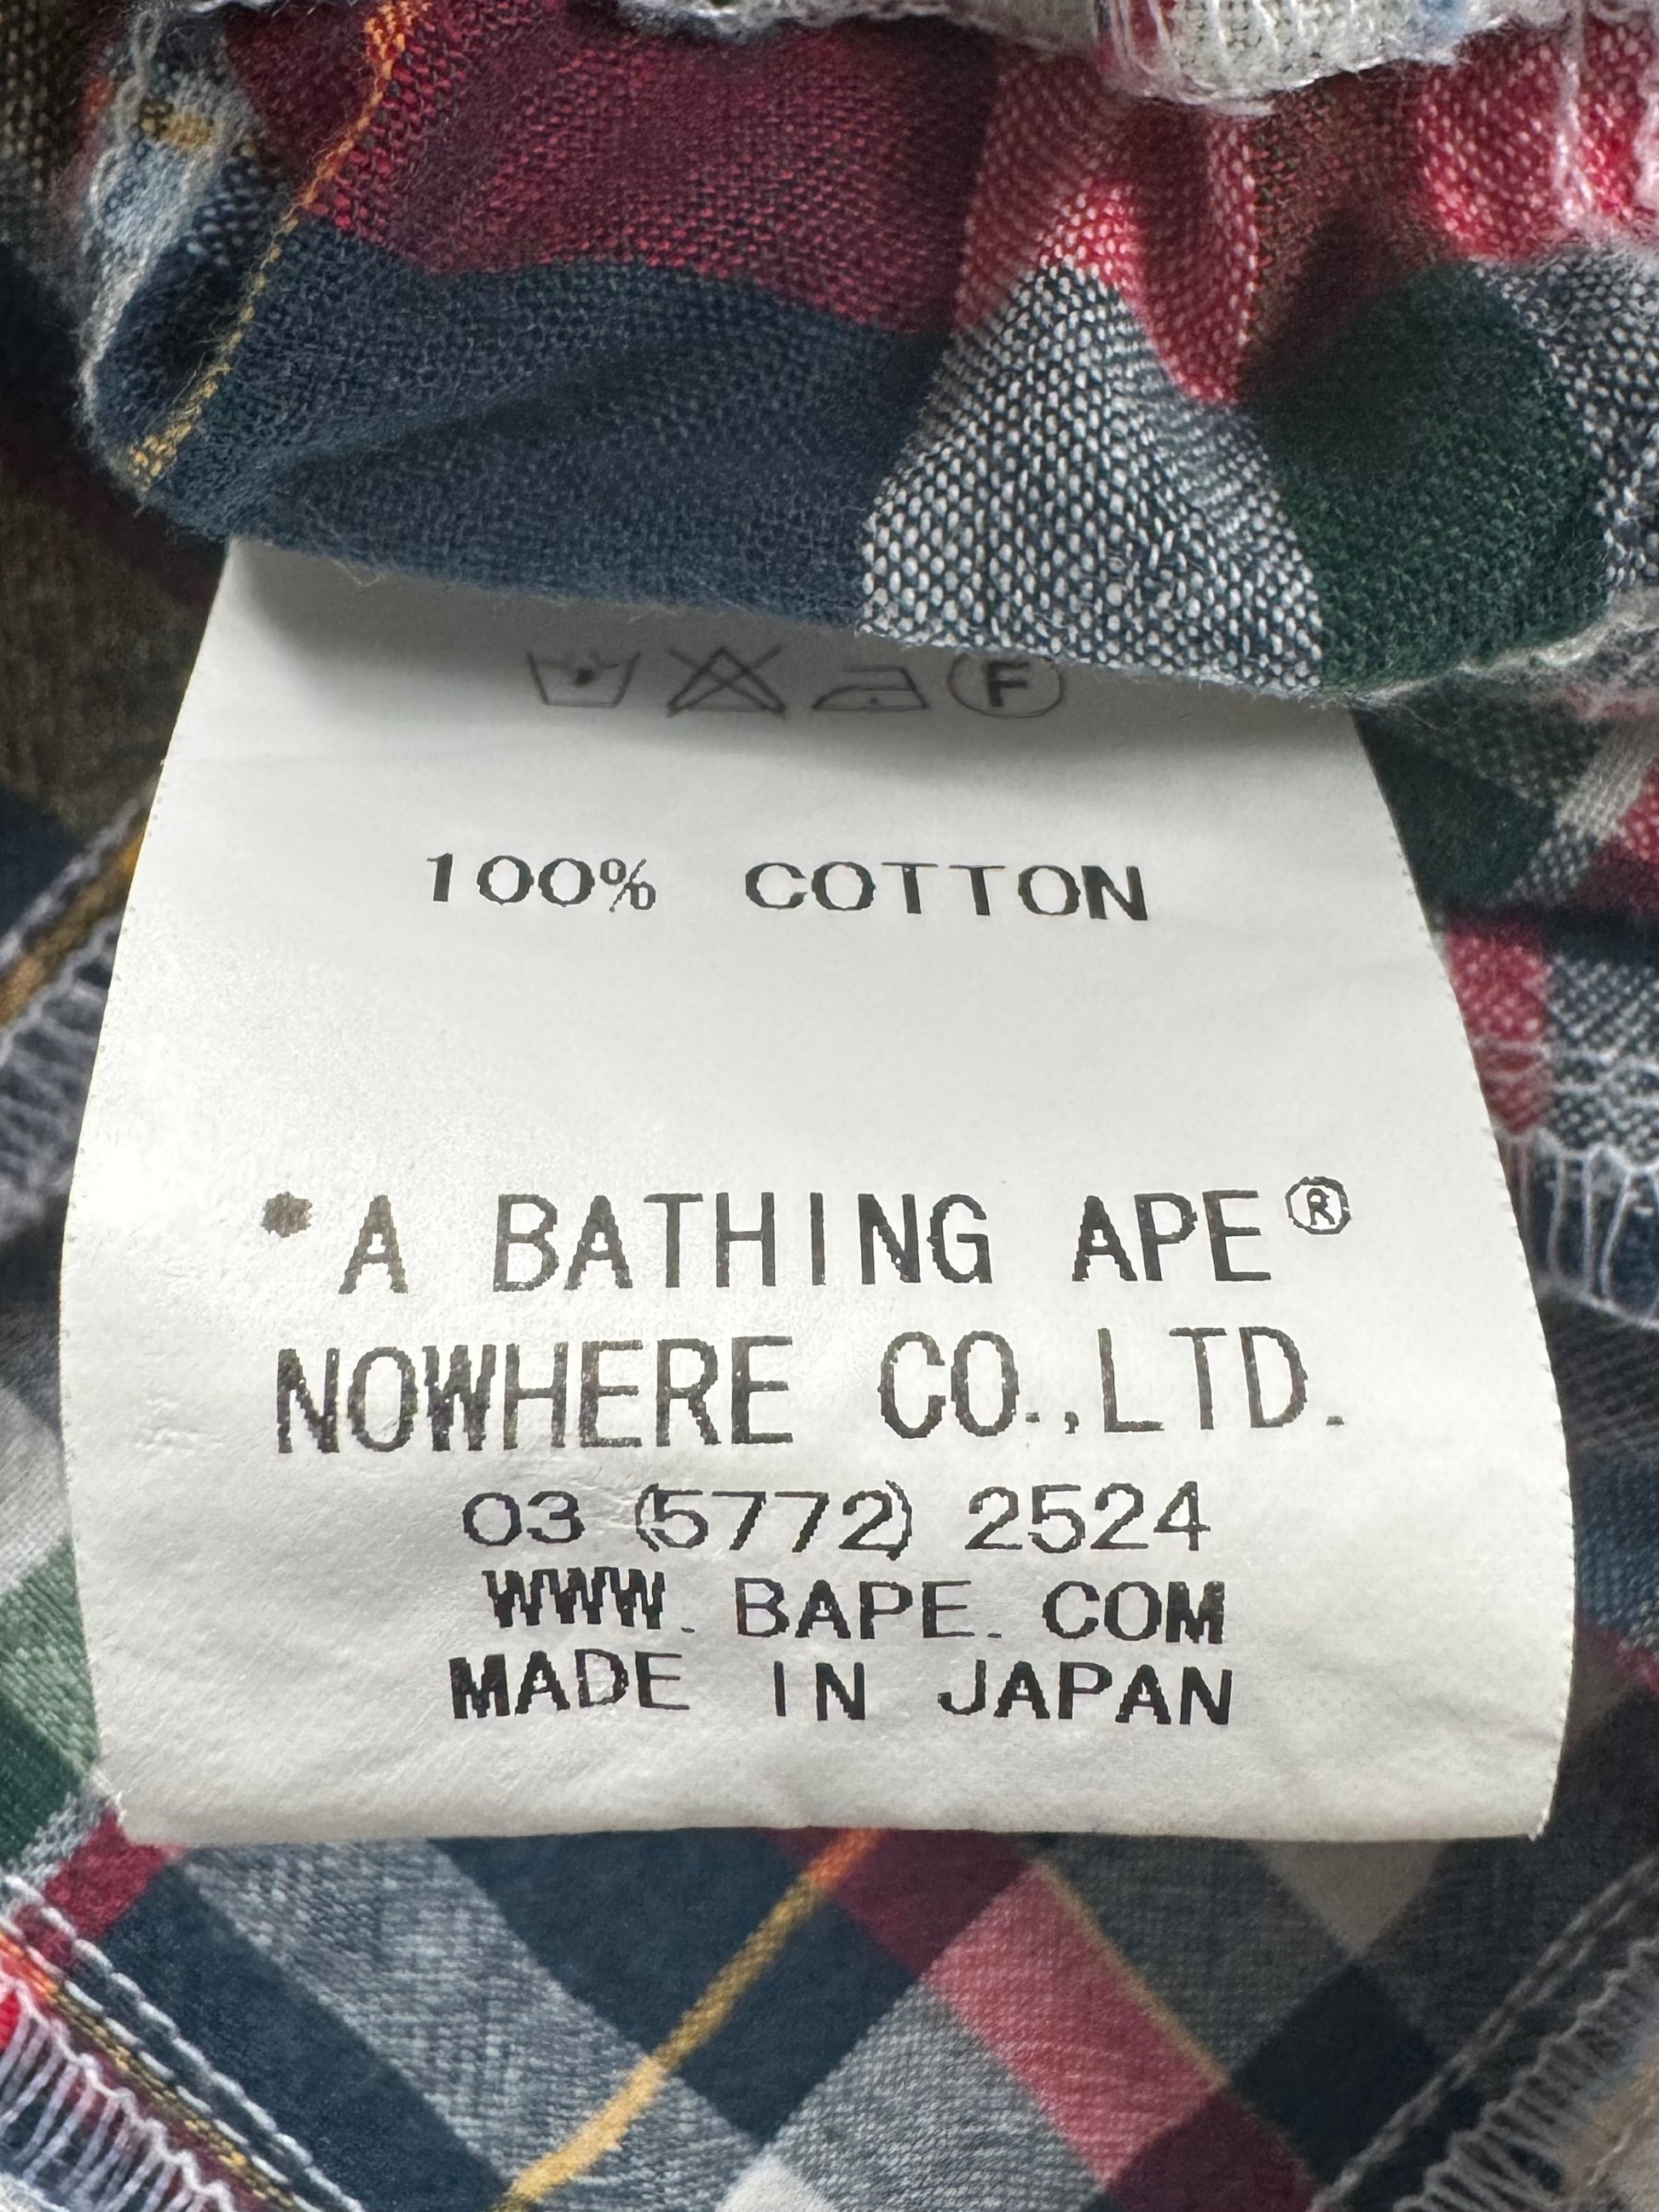 F
100% COTTON
*A BATHING APE®
NOWHERE CO.,LTD.
03 (5772) 2524
WWW. BAPE. COM
MADE IN JAPAN